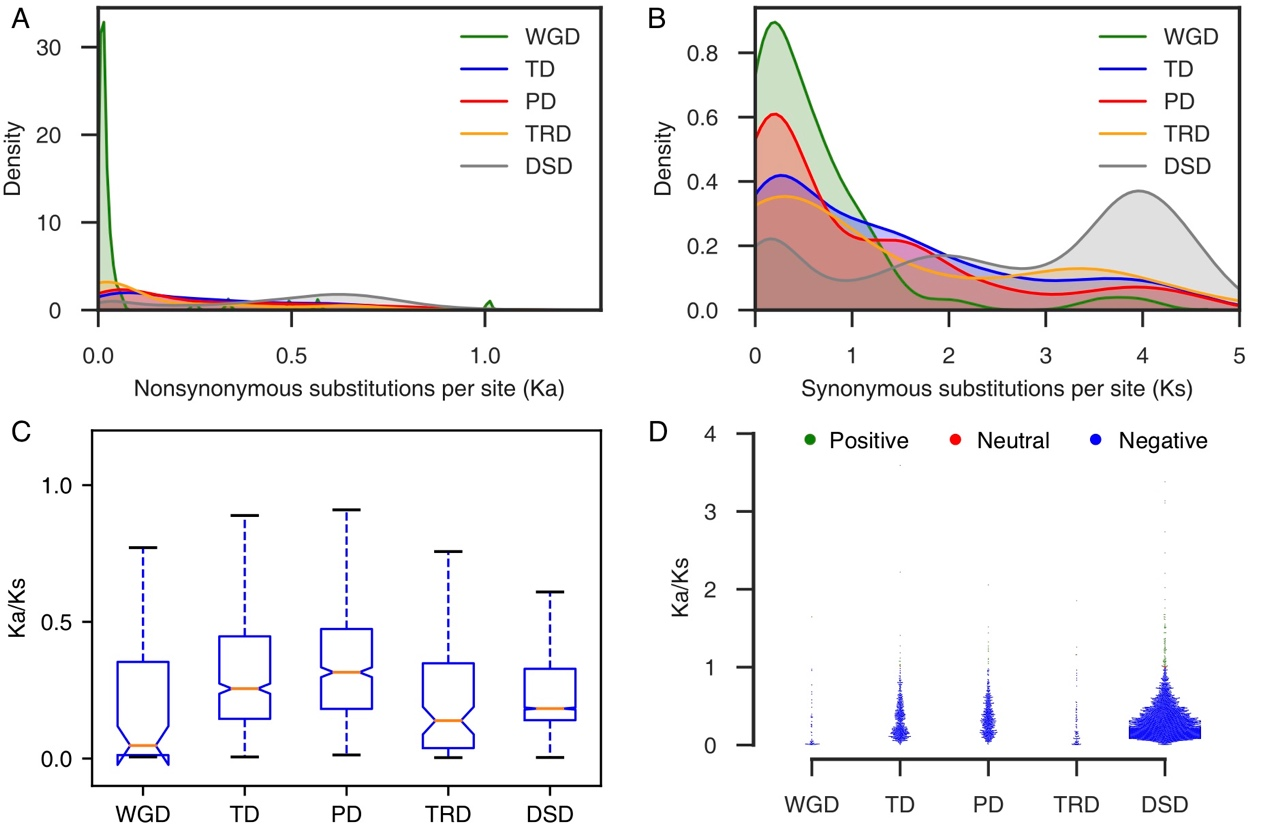 A
30
20
10
0
Density
WGD
TD
PD
TRD
DSD
0.0 0.5 1.0
Nonsynonymous substitutions per site (Ka)
B
0.8
0.6
0.4
0.2
0.0
Density
WGD
TD
PD
TRD
DSD
0 1 2 3 4 5
Synonymous substitutions per site (Ks)
C
1.0
0.5
0.0
Ka/Ks
WGD TD PD TRD DSD
D
Positive Neutral Negative
4
3
2
1
0
Ka/Ks
WGD TD PD TRD DSD